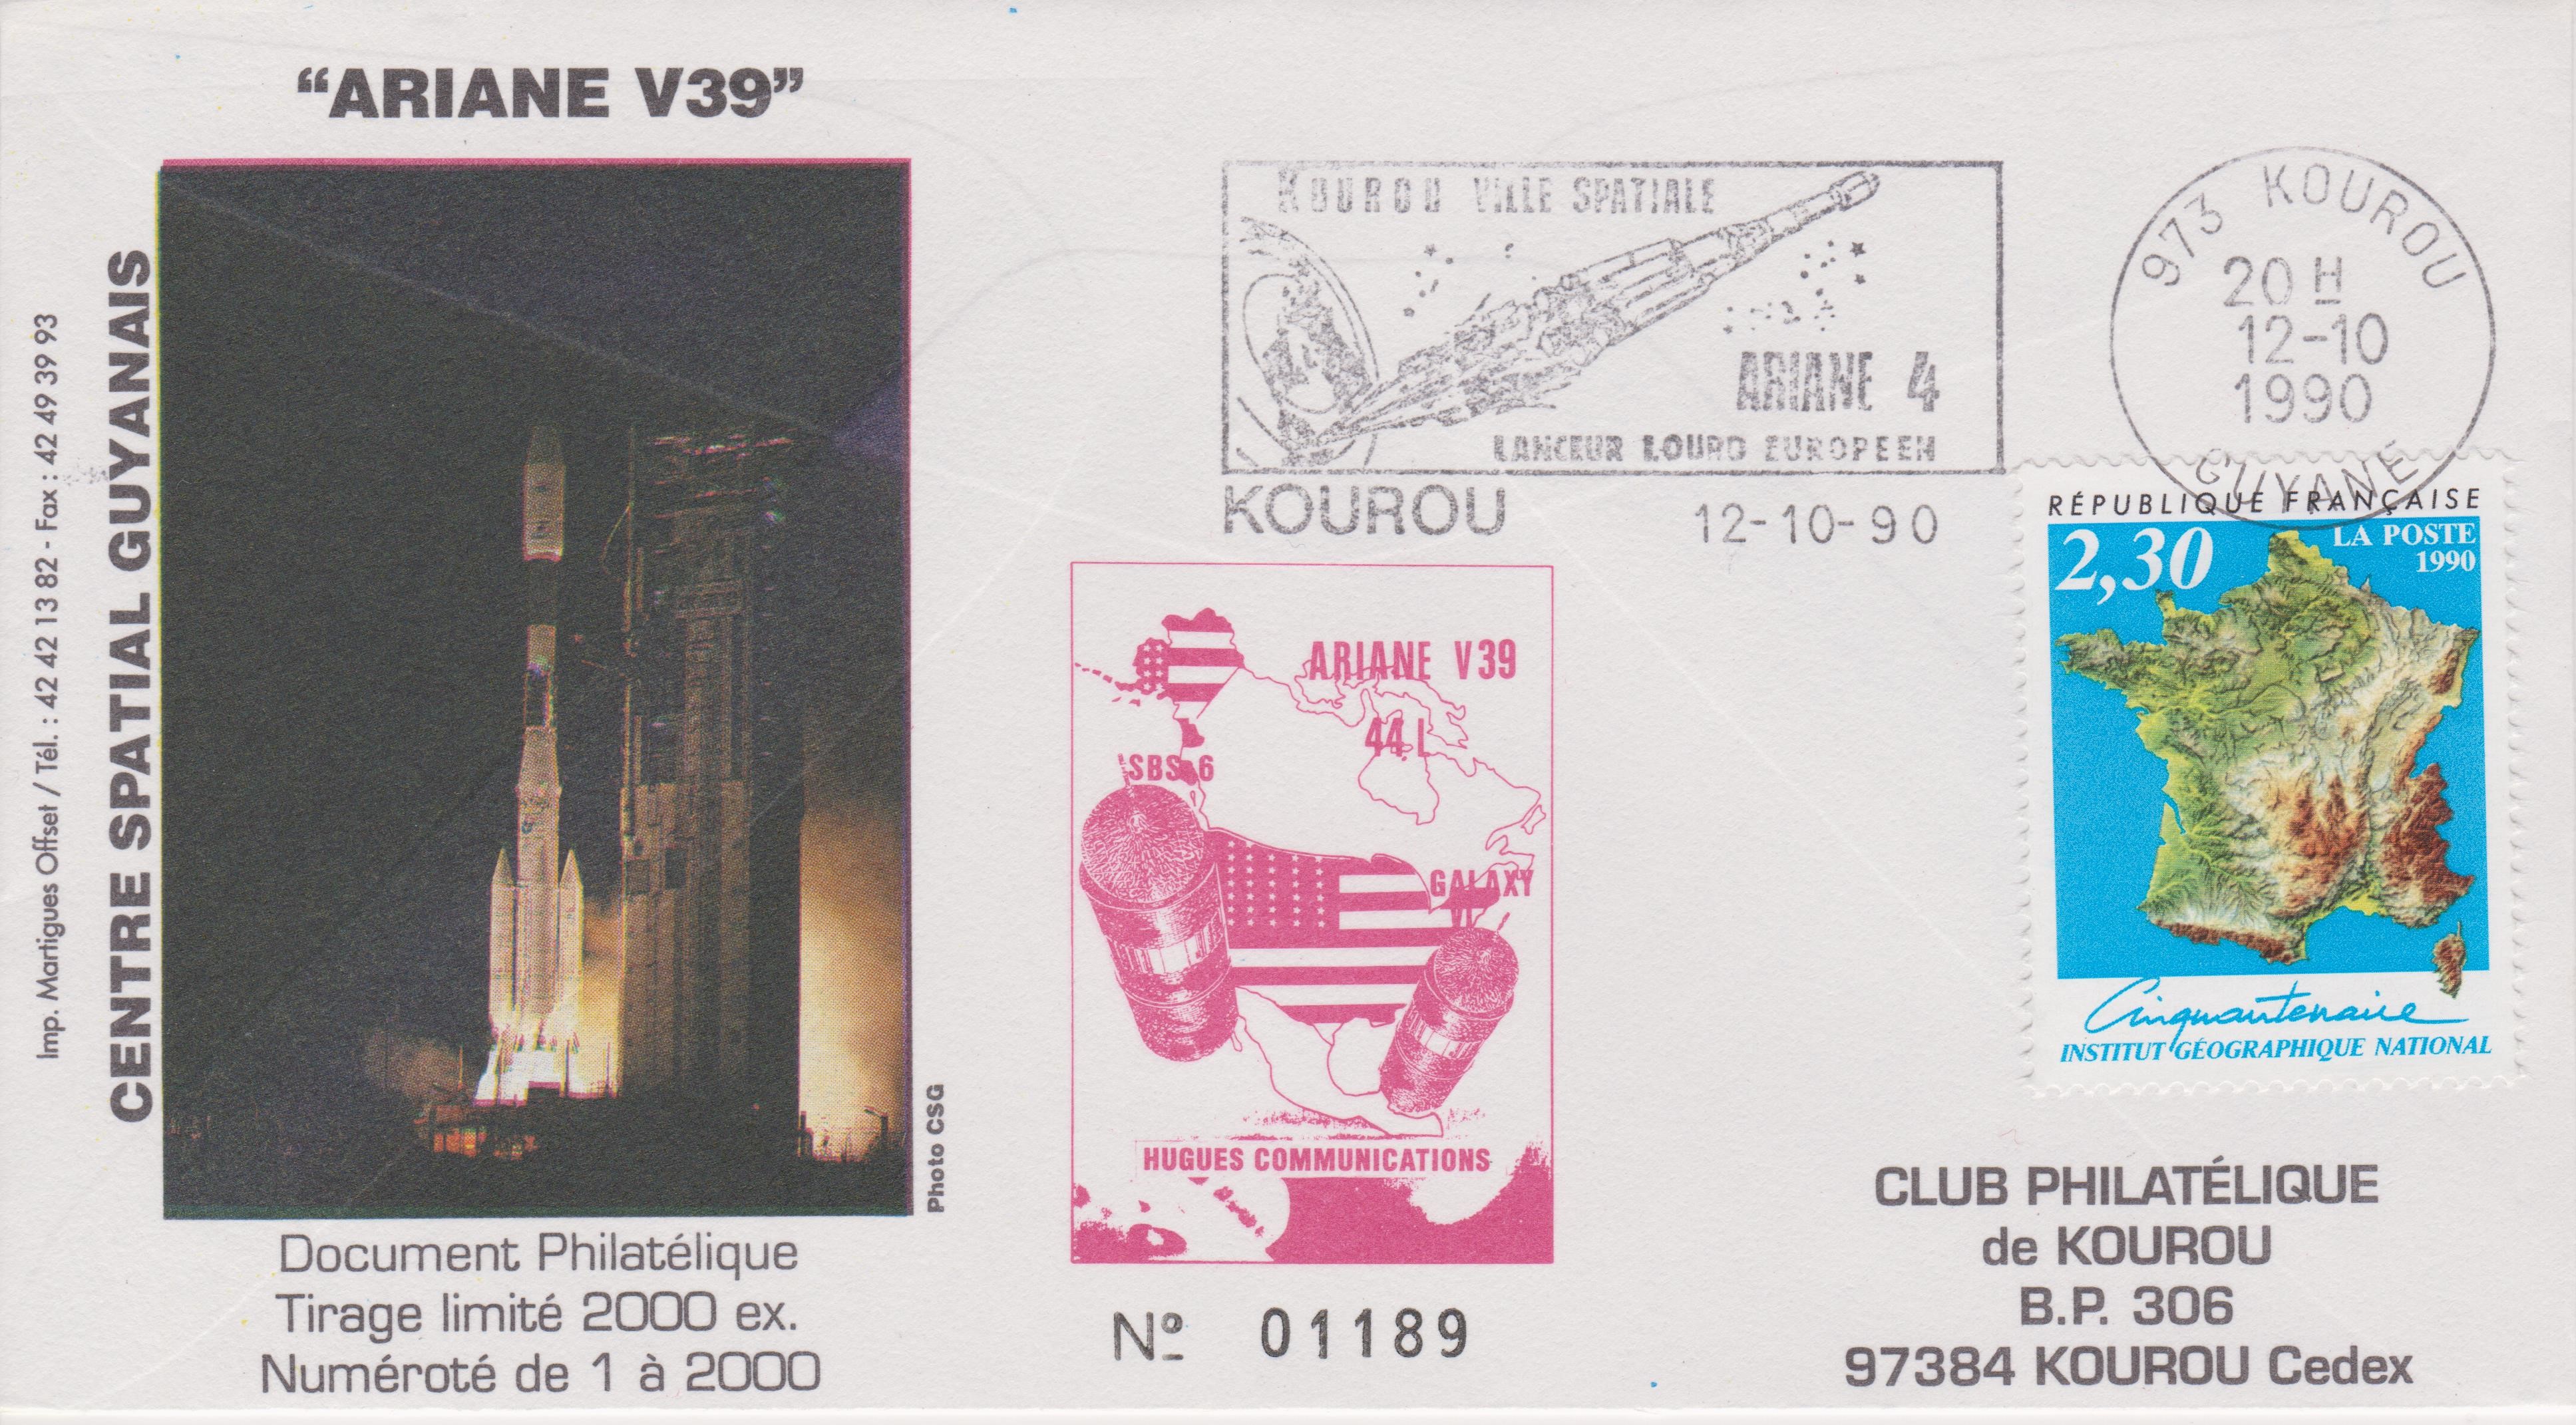 “ARIANE V39”
CENTRE SPATIAL GUYANAIS
Imp. Martigues Offset / Tél. : 42 42 13 82 - Fax : 42 49 39 93
Photo CSG
Document Philatélique
Tirage limité 2000 ex.
Numéroté de 1 à 2000
KOUROU VILLE SPATIALE
ARIANE 4
LANCEUR LOURD EUROPEEN
KOUROU 12-10-90
973 KOUROU
20 H
12-10
1990
GUYANE
RÉPUBLIQUE FRANÇAISE
2,30
LA POSTE
1990
Cinquantenaire
INSTITUT GÉOGRAPHIQUE NATIONAL
ARIANE V39
44 L
SBS-6
GALAXY
VI
HUGUES COMMUNICATIONS
Nº 01189
CLUB PHILATÉLIQUE
de KOUROU
B.P. 306
97384 KOUROU Cedex